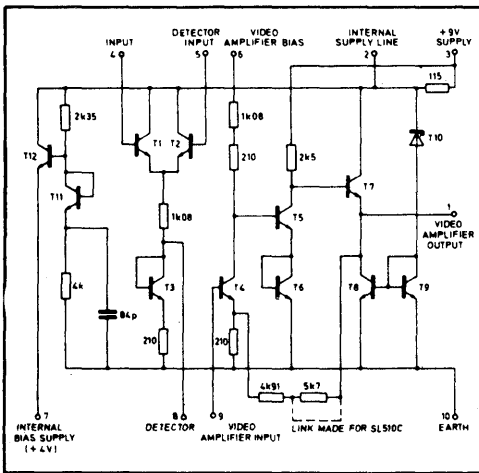 INPUT
4
DETECTOR
INPUT
5
VIDEO
AMPLIFIER BIAS
6
INTERNAL
SUPPLY LINE
2
+9V
SUPPLY
3
115
2k35
1k08
T12
T1
T2
T10
210
2k5
T7
T11
1k08
T5
1
VIDEO
AMPLIFIER
OUTPUT
4k
84p
T3
T4
T6
T8
T9
210
210
4k91
5k7
7
INTERNAL
BIAS SUPPLY
(+4V)
8
DETECTOR
9
VIDEO
AMPLIFIER INPUT
LINK MADE FOR SL510C
10
EARTH